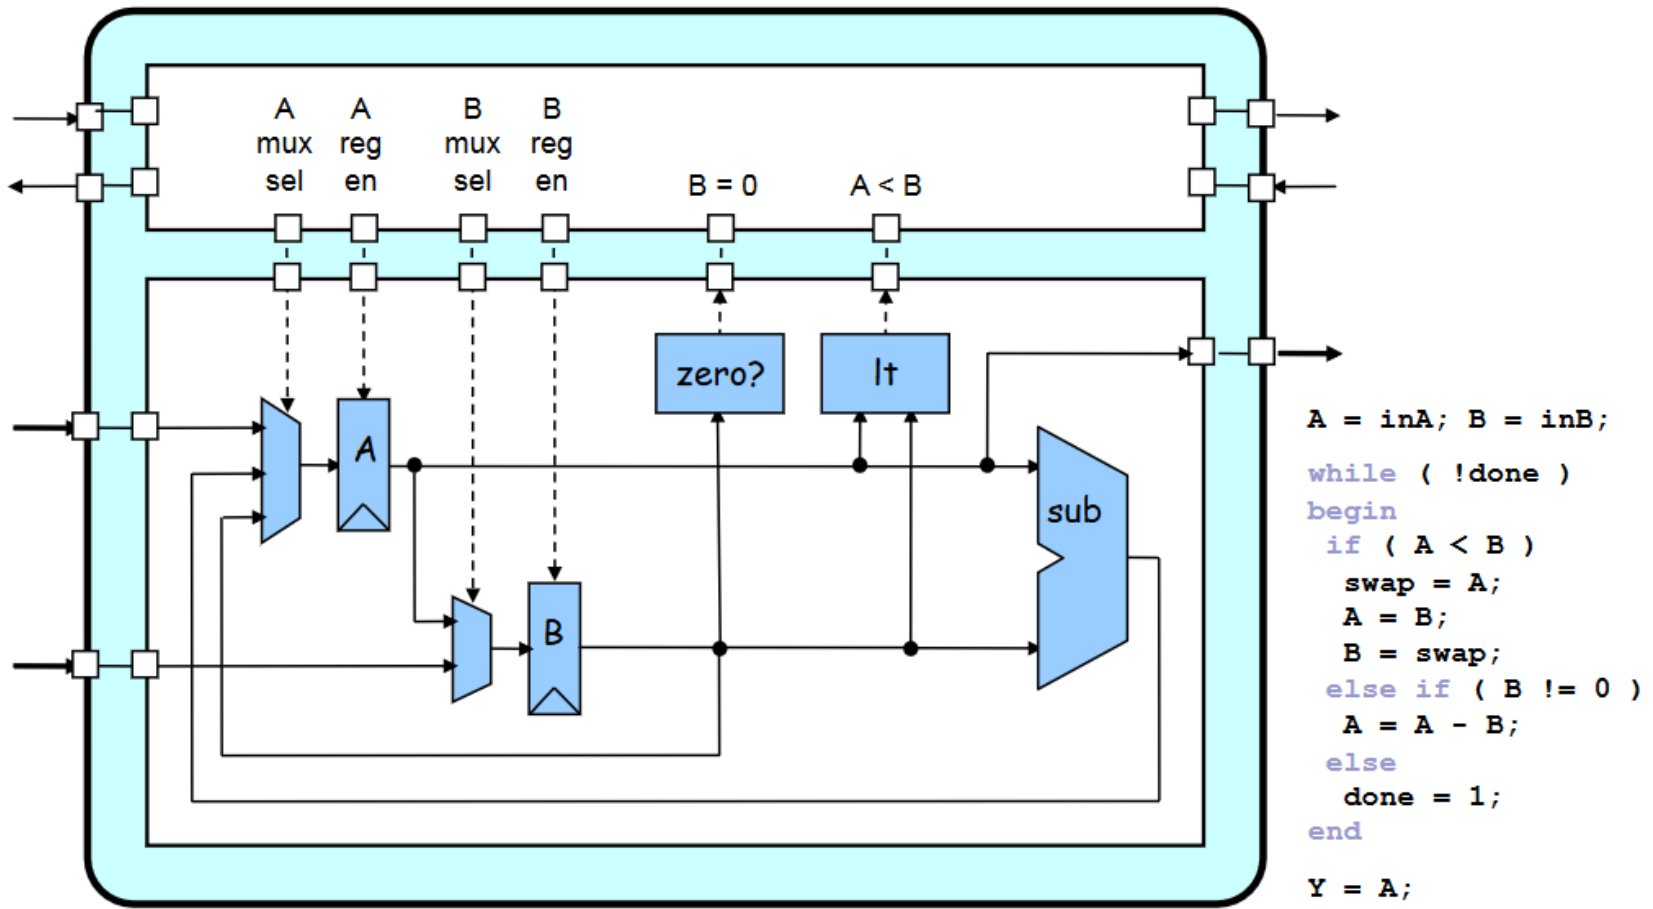 A A B B
mux reg mux reg
sel en sel en
B = 0 A < B
zero? lt
A
sub
B
A = inA; B = inB;
while ( !done )
begin
if ( A < B )
swap = A;
A = B;
B = swap;
else if ( B != 0 )
A = A - B;
else
done = 1;
end
Y = A;